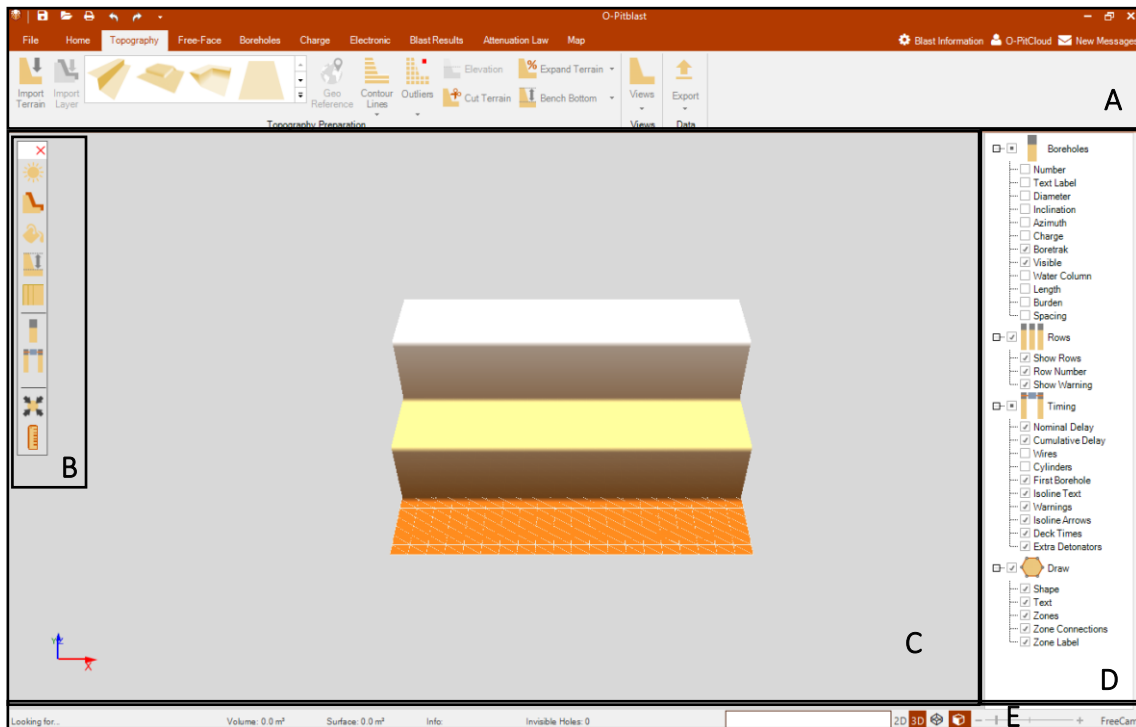 O-Pitblast
File Home Topography Free-Face Boreholes Charge Electronic Blast Results Attenuation Law Map Blast Information O-PitCloud New Messages
Import Terrain
Import Layer
Geo Reference
Contour Lines
Outliers
Elevation
Cut Terrain
% Expand Terrain
Bench Bottom
Views
Export
Topography Preparation Views Data
A
B
C
Boreholes
Number
Text Label
Diameter
Inclination
Azimuth
Charge
Boretrak
Visible
Water Column
Length
Burden
Spacing
Rows
Show Rows
Row Number
Show Warning
Timing
Nominal Delay
Cumulative Delay
Wires
Cylinders
First Borehole
Isoline Text
Warnings
Isoline Arrows
Deck Times
Extra Detonators
Draw
Shape
Text
Zones
Zone Connections
Zone Label
D
X
Looking for... Volume: 0.0 m³ Surface: 0.0 m² Info: Invisible Holes: 0 2D 3D E FreeCam